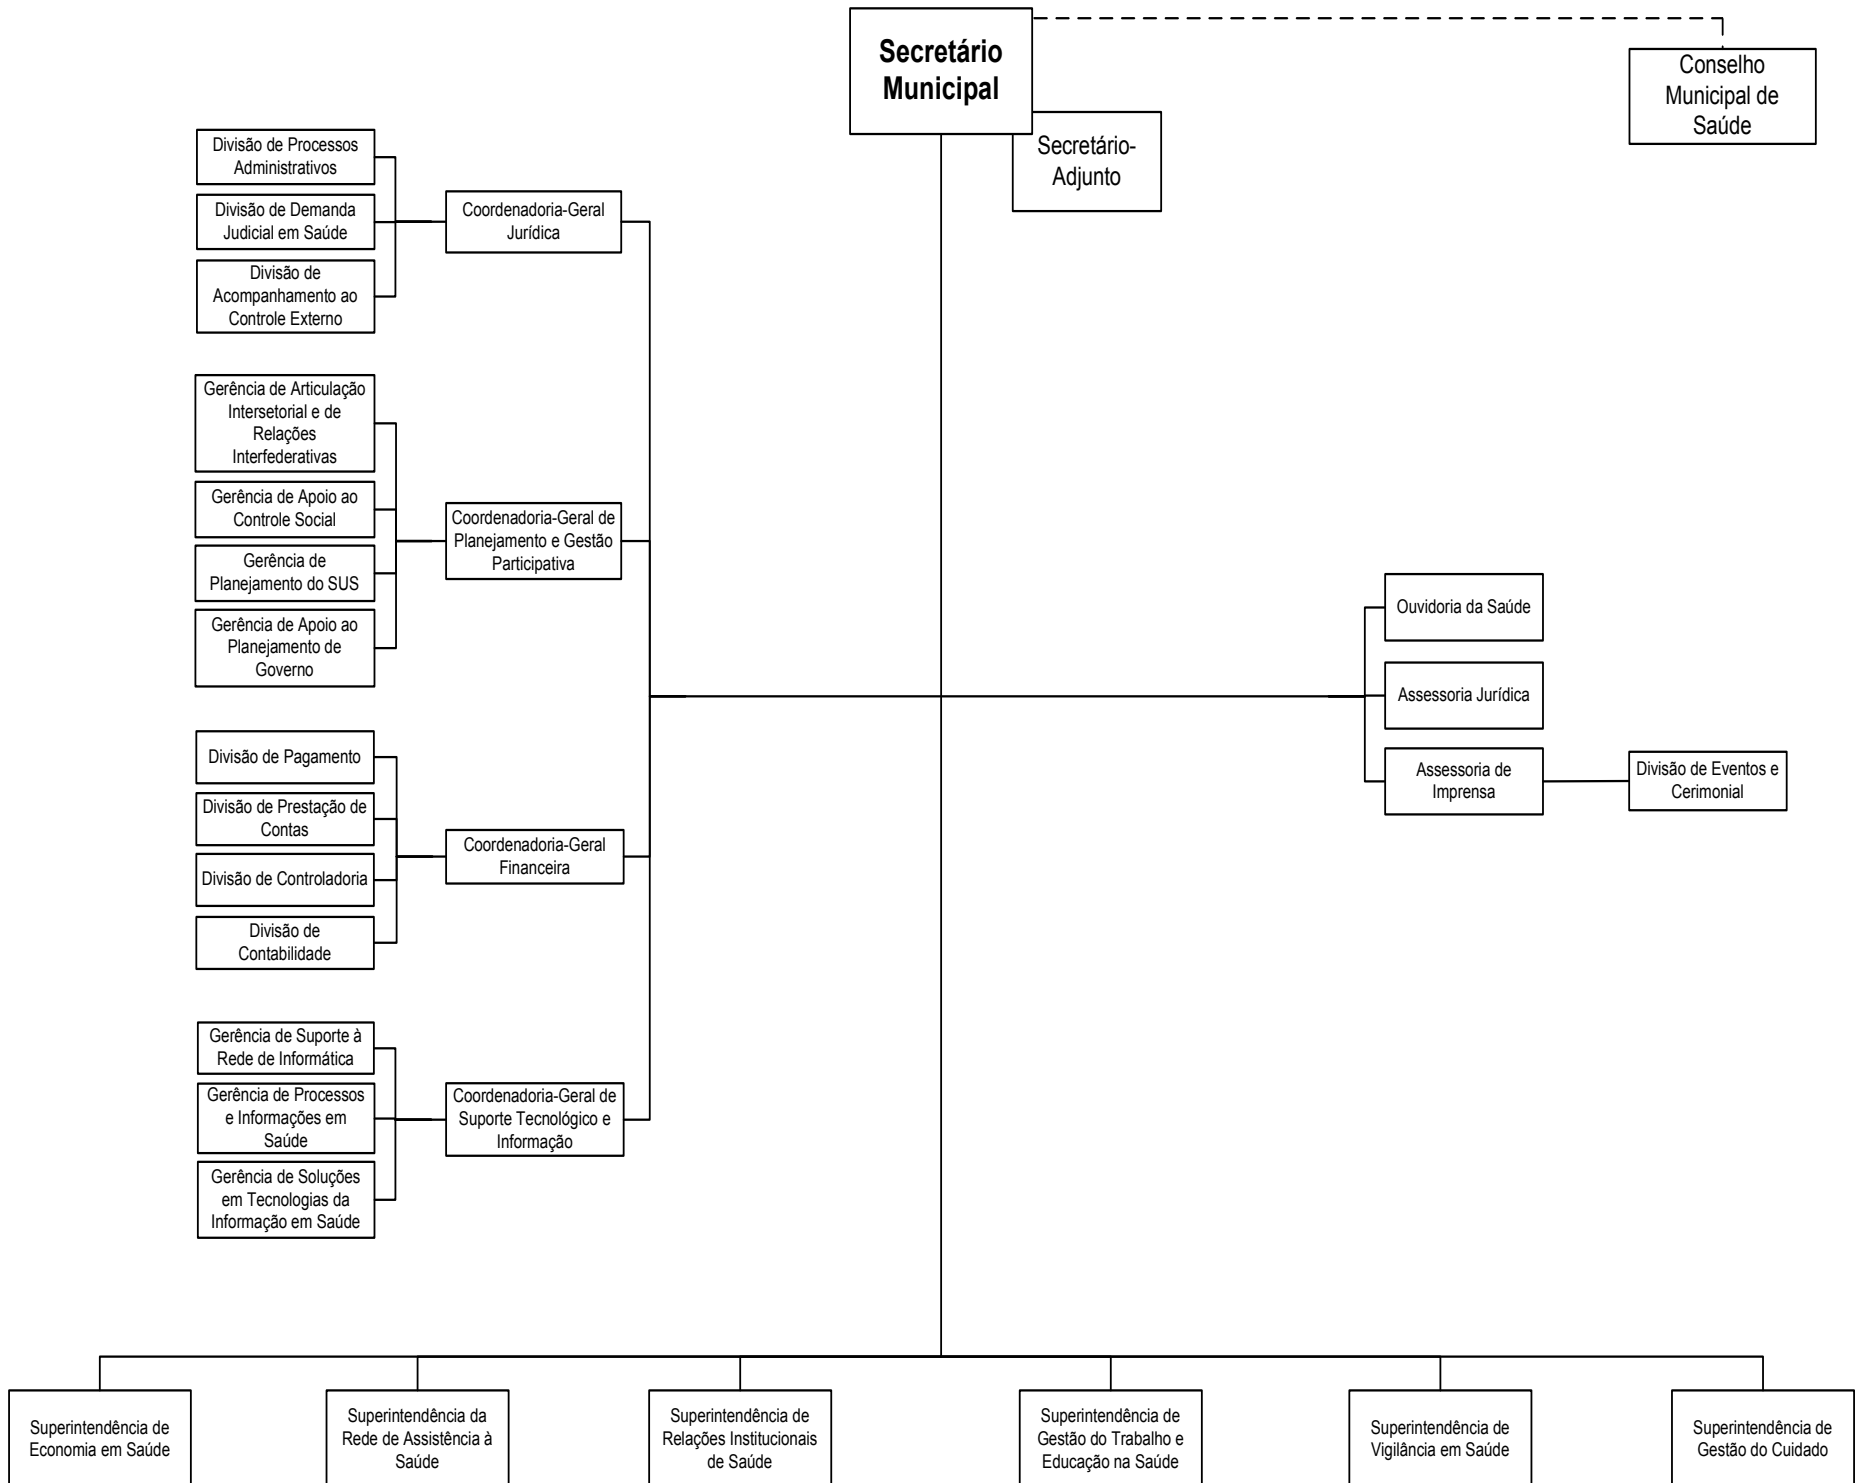 Secretário
Municipal
Conselho
Municipal de
Saúde
Secretário-
Adjunto
Divisão de Processos
Administrativos
Divisão de Demanda
Judicial em Saúde
Divisão de
Acompanhamento ao
Controle Externo
Coordenadoria-Geral
Jurídica
Gerência de Articulação
Intersetorial e de
Relações
Interfederativas
Gerência de Apoio ao
Controle Social
Gerência de
Planejamento do SUS
Gerência de Apoio ao
Planejamento de
Governo
Coordenadoria-Geral de
Planejamento e Gestão
Participativa
Ouvidoria da Saúde
Assessoria Jurídica
Assessoria de
Imprensa
Divisão de Eventos e
Cerimonial
Divisão de Pagamento
Divisão de Prestação de
Contas
Divisão de Controladoria
Divisão de
Contabilidade
Coordenadoria-Geral
Financeira
Gerência de Suporte à
Rede de Informática
Gerência de Processos
e Informações em
Saúde
Gerência de Soluções
em Tecnologias da
Informação em Saúde
Coordenadoria-Geral de
Suporte Tecnológico e
Informação
Superintendência de
Economia em Saúde
Superintendência da
Rede de Assistência à
Saúde
Superintendência de
Relações Institucionais
de Saúde
Superintendência de
Gestão do Trabalho e
Educação na Saúde
Superintendência de
Vigilância em Saúde
Superintendência de
Gestão do Cuidado